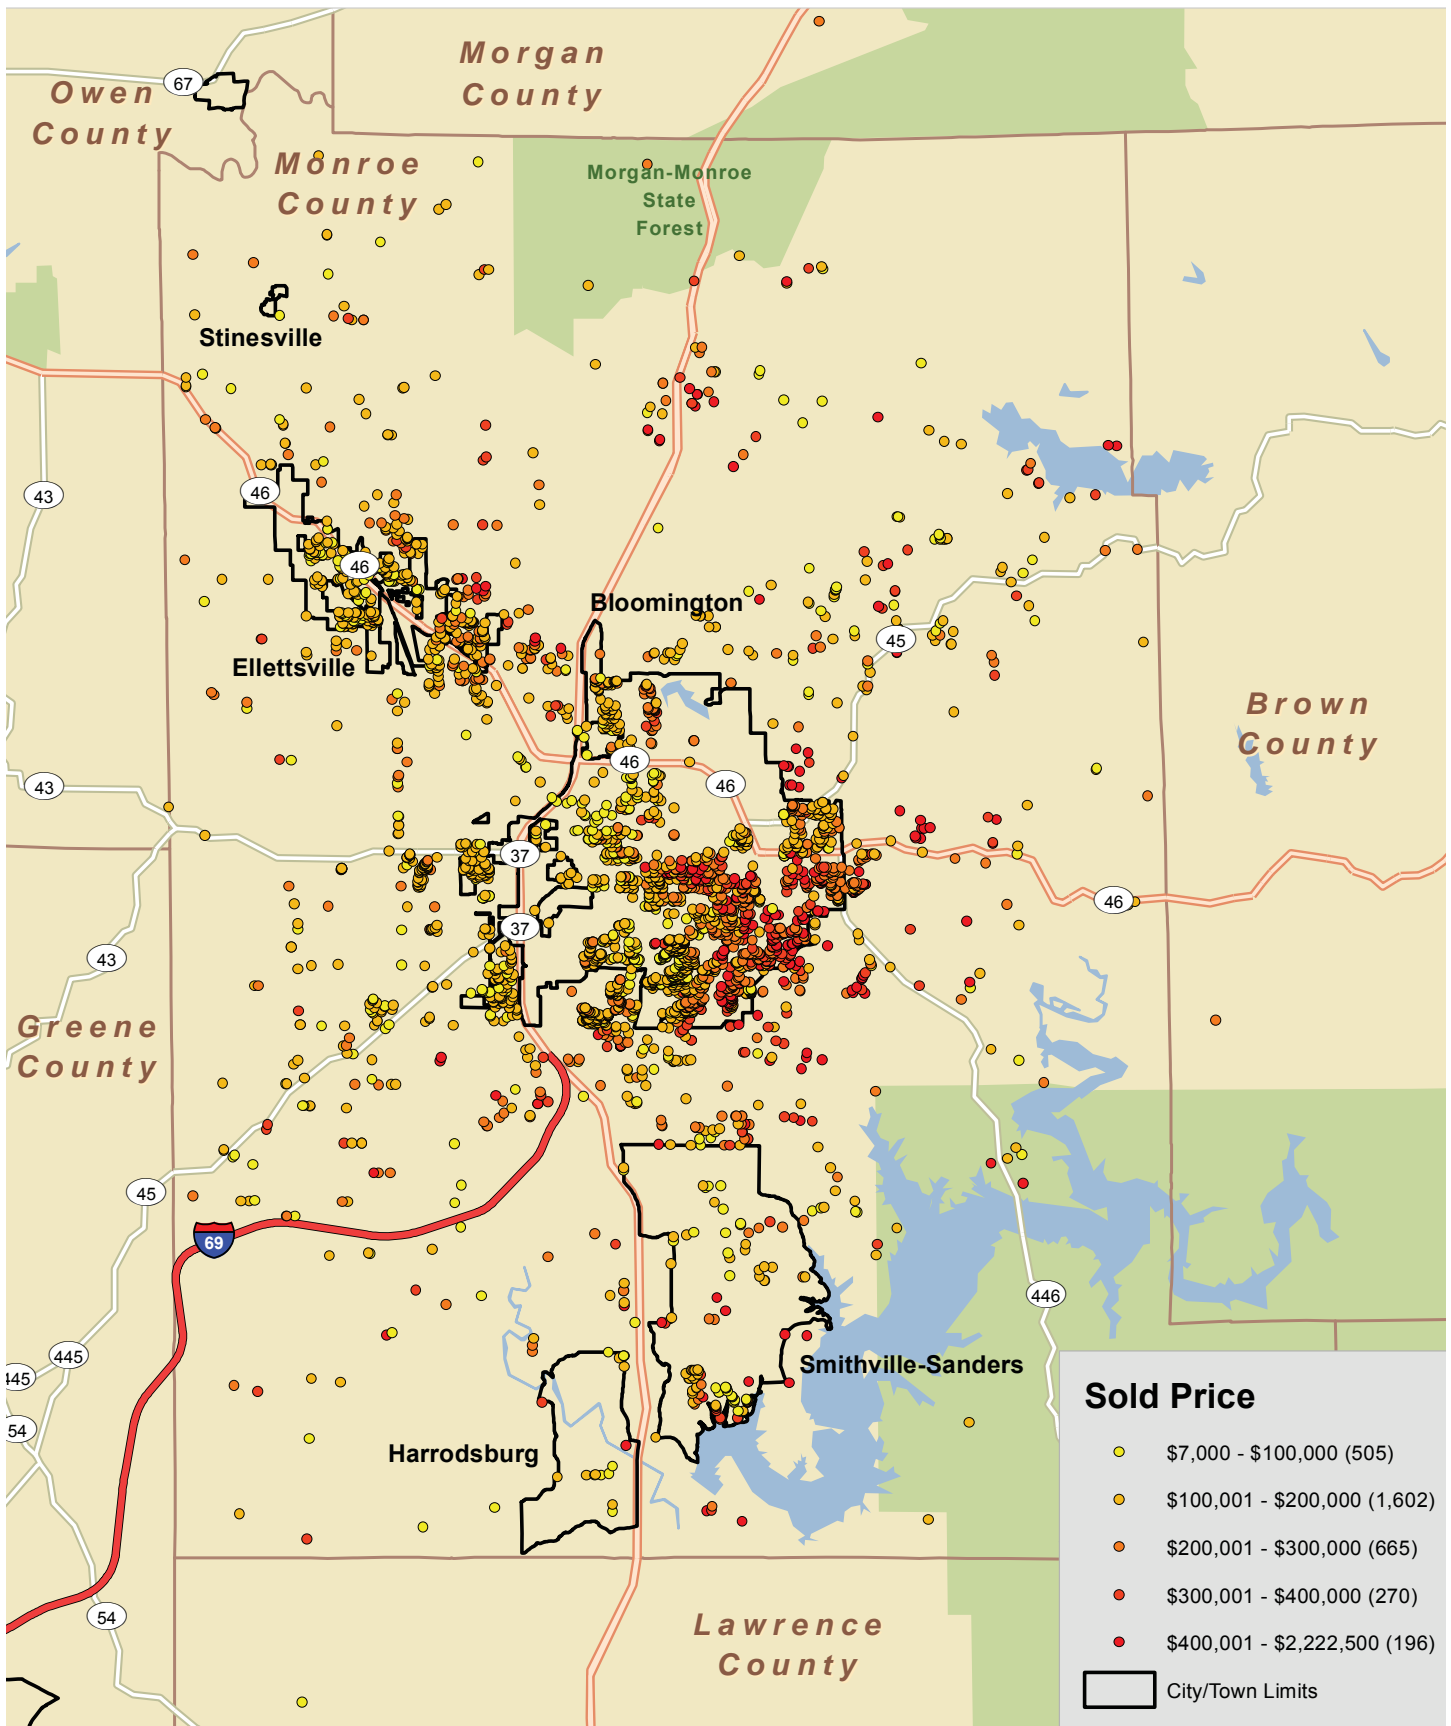 Morgan
County
67
Owen
County
Monroe
County
Morgan-Monroe
State
Forest
Stinesville
46
43
46
Bloomington
45
Ellettsville
Brown
County
46
43
46
37
46
37
43
Greene
County
45
69
446
445
Smithville-Sanders
445
54
Harrodsburg
54
Lawrence
County
Sold Price
$7,000 - $100,000 (505)
$100,001 - $200,000 (1,602)
$200,001 - $300,000 (665)
$300,001 - $400,000 (270)
$400,001 - $2,222,500 (196)
City/Town Limits